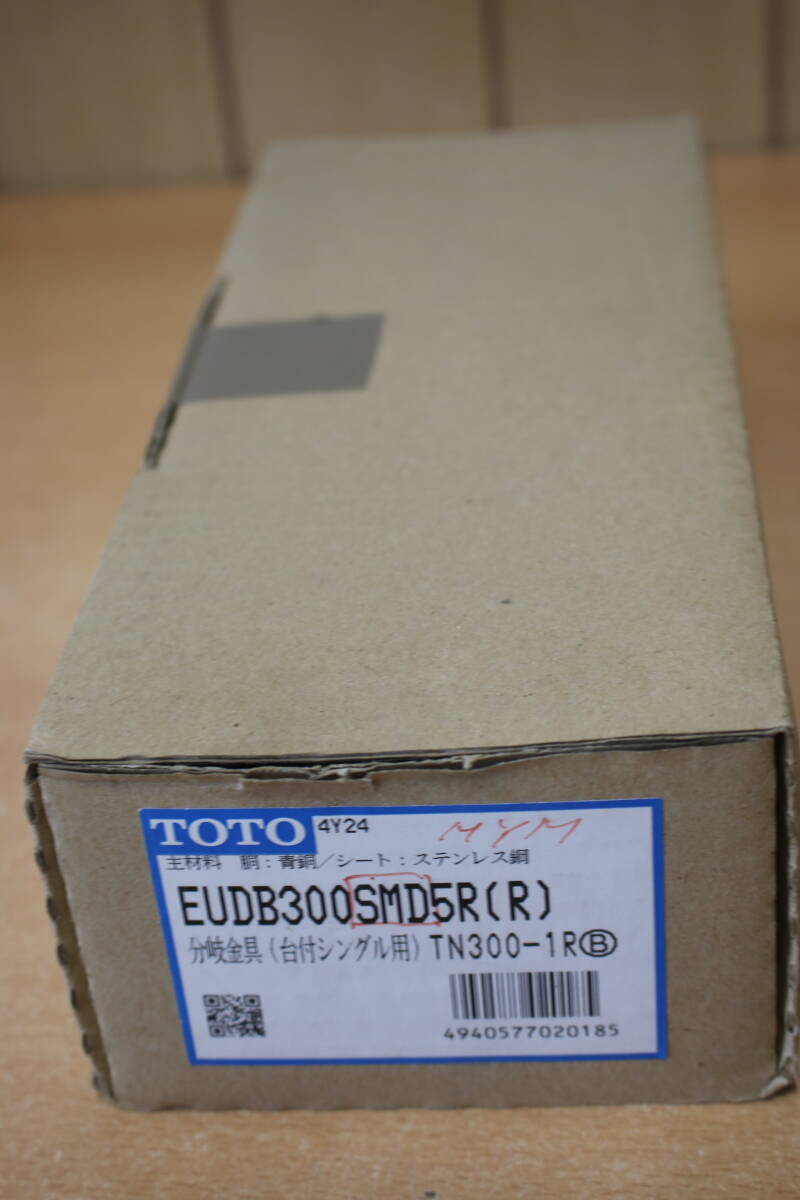 TOTO 4Y24 MYM
主材料 胴：青銅／シート：ステンレス鋼
EUDB300SMD5R(R)
分岐金具（台付シングル用）TN300-1RⒷ
4940577020185